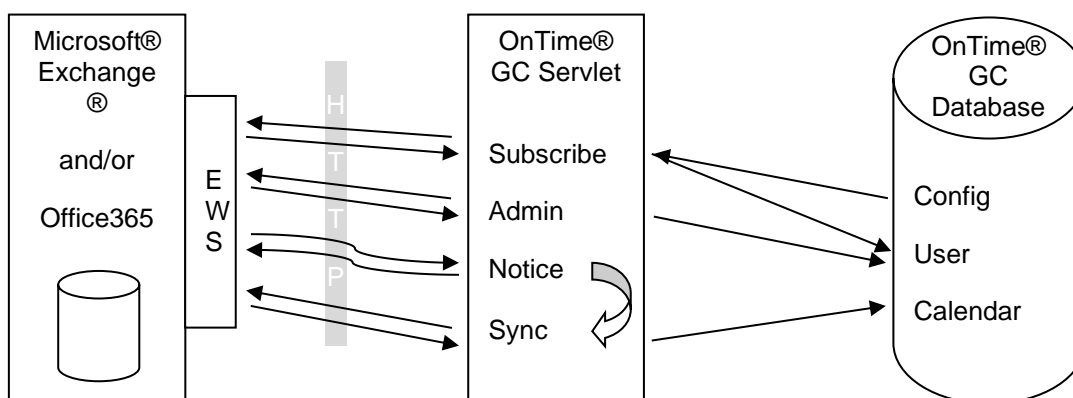 Microsoft®
Exchange
®
and/or
Office365
E
W
S
H
T
T
P
OnTime®
GC Servlet
Subscribe
Admin
Notice
Sync
OnTime®
GC
Database
Config
User
Calendar